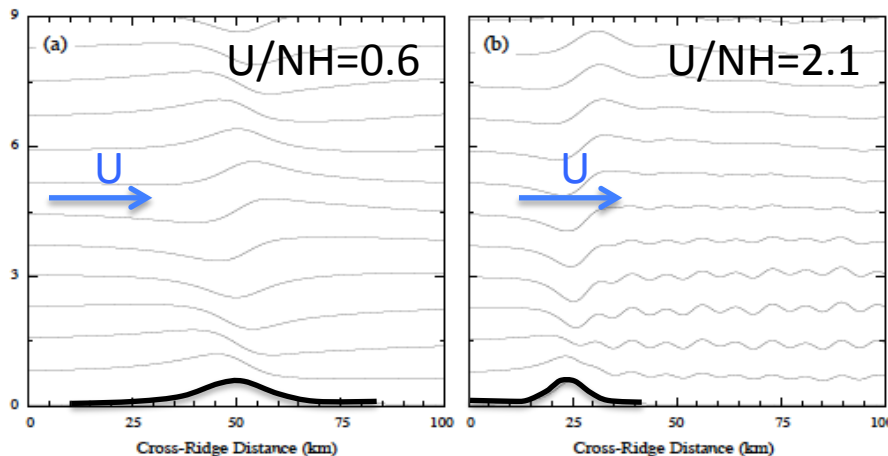 9
(a)
U/NH=0.6
6
U
3
0
0
25
50
75
100
Cross-Ridge Distance (km)
(b)
U/NH=2.1
U
0
25
50
75
100
Cross-Ridge Distance (km)